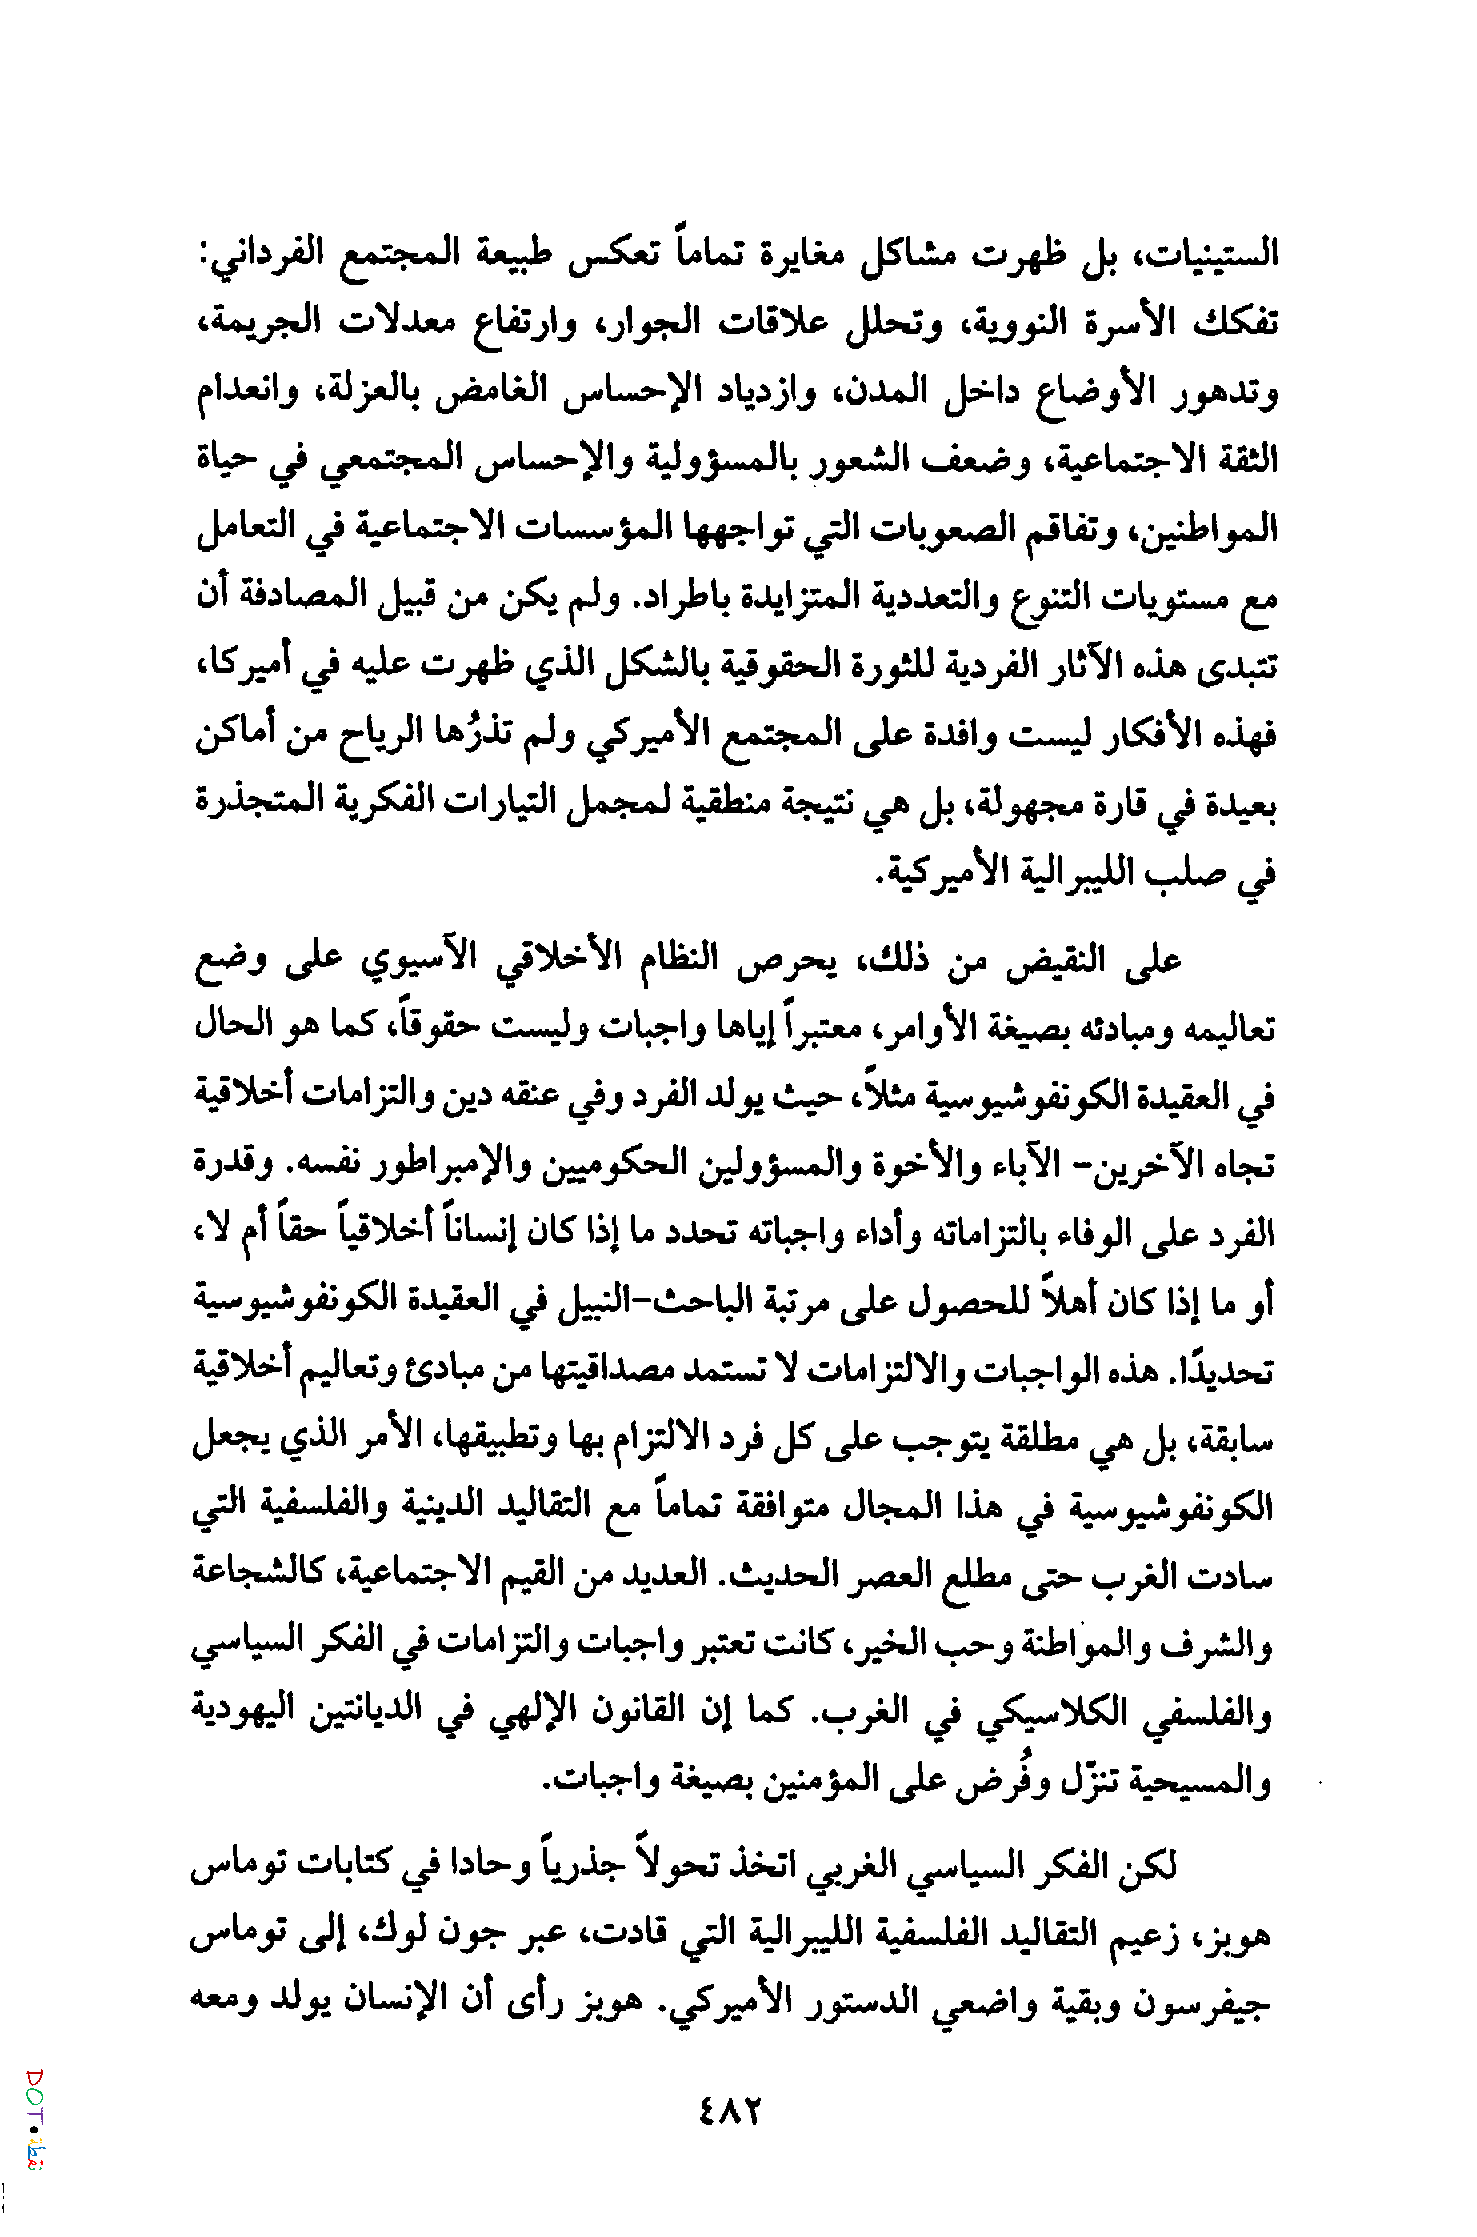 الستينيات، بل ظهرت مشاكل مغايرة تماماً تعكس طبيعة المجتمع الفرداني:
تفكك الأسرة النووية، وتحلل علاقات الجوار، وارتفاع معدلات الجريمة،
وتدهور الأوضاع داخل المدن، وازدياد الإحساس الغامض بالعزلة، وانعدام
الثقة الاجتماعية، وضعف الشعور بالمسؤولية والإحساس المجتمعي في حياة
المواطنين، وتفاقم الصعوبات التي تواجهها المؤسسات الاجتماعية في التعامل
مع مستويات التنوع والتعددية المتزايدة باطراد. ولم يكن من قبيل المصادفة أن
تتبدى هذه الآثار الفردية للثورة الحقوقية بالشكل الذي ظهرت عليه في أميركا،
فهذه الأفكار ليست وافدة على المجتمع الأميركي ولم تذرُها الرياح من أماكن
بعيدة في قارة مجهولة، بل هي نتيجة منطقية لمجمل التيارات الفكرية المتجذرة
في صلب الليبرالية الأميركية.
على النقيض من ذلك، يحرص النظام الأخلاقي الآسيوي على وضع
تعاليمه ومبادئه بصيغة الأوامر، معتبراً إياها واجبات وليست حقوقاً، كما هو الحال
في العقيدة الكونفوشيوسية مثلاً، حيث يولد الفرد وفي عنقه دين والتزامات أخلاقية
تجاه الآخرين- الآباء والأخوة والمسؤولين الحكوميين والإمبراطور نفسه. وقدرة
الفرد على الوفاء بالتزاماته وأداء واجباته تحدد ما إذا كان إنساناً أخلاقياً حقاً أم لا،
أو ما إذا كان أهلاً للحصول على مرتبة الباحث-النبيل في العقيدة الكونفوشيوسية
تحديدًا. هذه الواجبات والالتزامات لا تستمد مصداقيتها من مبادئ وتعاليم أخلاقية
سابقة، بل هي مطلقة يتوجب على كل فرد الالتزام بها وتطبيقها، الأمر الذي يجعل
الكونفوشيوسية في هذا المجال متوافقة تماماً مع التقاليد الدينية والفلسفية التي
سادت الغرب حتى مطلع العصر الحديث. العديد من القيم الاجتماعية، كالشجاعة
والشرف والمواطنة وحب الخير، كانت تعتبر واجبات والتزامات في الفكر السياسي
والفلسفي الكلاسيكي في الغرب. كما إن القانون الإلهي في الديانتين اليهودية
والمسيحية تنزّل وفُرض على المؤمنين بصيغة واجبات.
لكن الفكر السياسي الغربي اتخذ تحولاً جذرياً وحادا في كتابات توماس
هوبز، زعيم التقاليد الفلسفية الليبرالية التي قادت، عبر جون لوك، إلى توماس
جيفرسون وبقية واضعي الدستور الأميركي. هوبز رأى أن الإنسان يولد ومعه
٤٨٢
DOT•نقطة